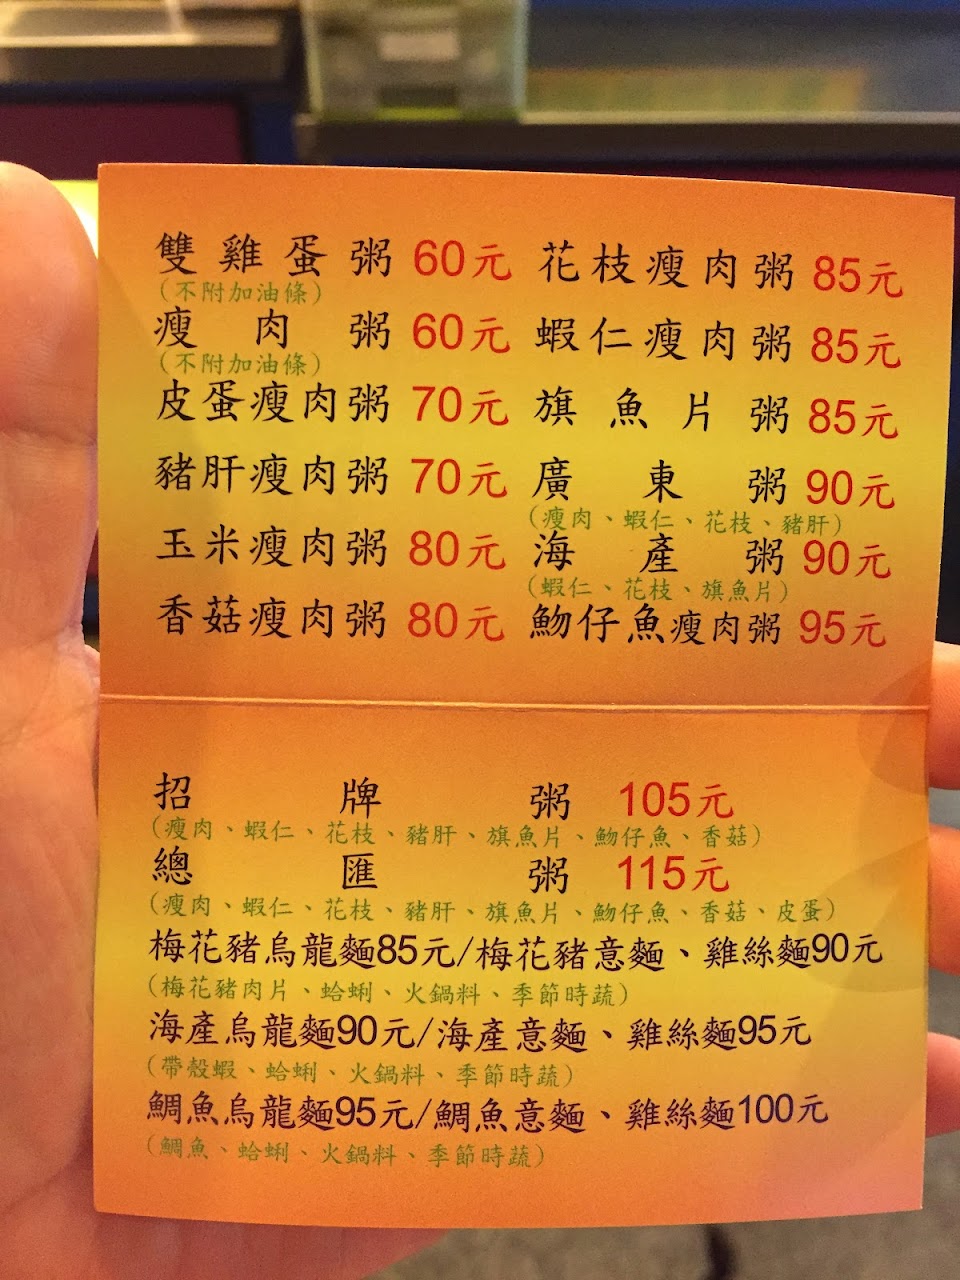 雙雞蛋粥 60元
(不附加油條)
瘦肉粥 60元
(不附加油條)
皮蛋瘦肉粥 70元
豬肝瘦肉粥 70元
玉米瘦肉粥 80元
香菇瘦肉粥 80元
花枝瘦肉粥 85元
蝦仁瘦肉粥 85元
旗魚片粥 85元
廣東粥 90元
(瘦肉、蝦仁、花枝、豬肝)
海產粥 90元
(蝦仁、花枝、旗魚片)
魩仔魚瘦肉粥 95元
招牌粥 105元
(瘦肉、蝦仁、花枝、豬肝、旗魚片、魩仔魚、香菇)
總匯粥 115元
(瘦肉、蝦仁、花枝、豬肝、旗魚片、魩仔魚、香菇、皮蛋)
梅花豬烏龍麵85元/梅花豬意麵、雞絲麵90元
(梅花豬肉片、蛤蜊、火鍋料、季節時蔬)
海產烏龍麵90元/海產意麵、雞絲麵95元
(帶殼蝦、蛤蜊、火鍋料、季節時蔬)
鯛魚烏龍麵95元/鯛魚意麵、雞絲麵100元
(鯛魚、蛤蜊、火鍋料、季節時蔬)